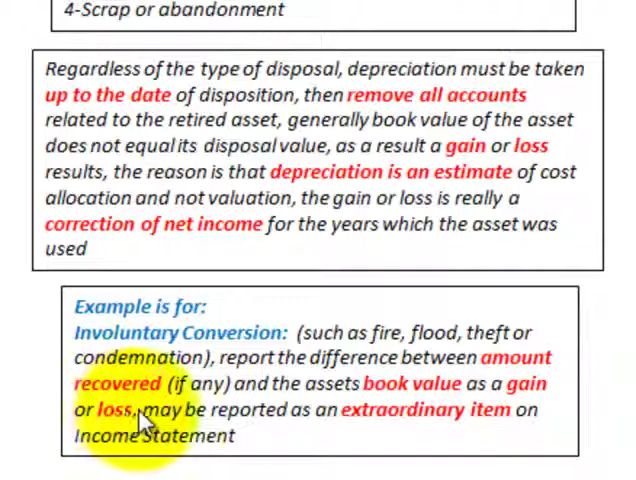 4-Scrap or abandonment
Regardless of the type of disposal, depreciation must be taken
up to the date of disposition, then remove all accounts
related to the retired asset, generally book value of the asset
does not equal its disposal value, as a result a gain or loss
results, the reason is that depreciation is an estimate of cost
allocation and not valuation, the gain or loss is really a
correction of net income for the years which the asset was
used
Example is for:
Involuntary Conversion: (such as fire, flood, theft or
condemnation), report the difference between amount
recovered (if any) and the assets book value as a gain
or loss, may be reported as an extraordinary item on
Income Statement